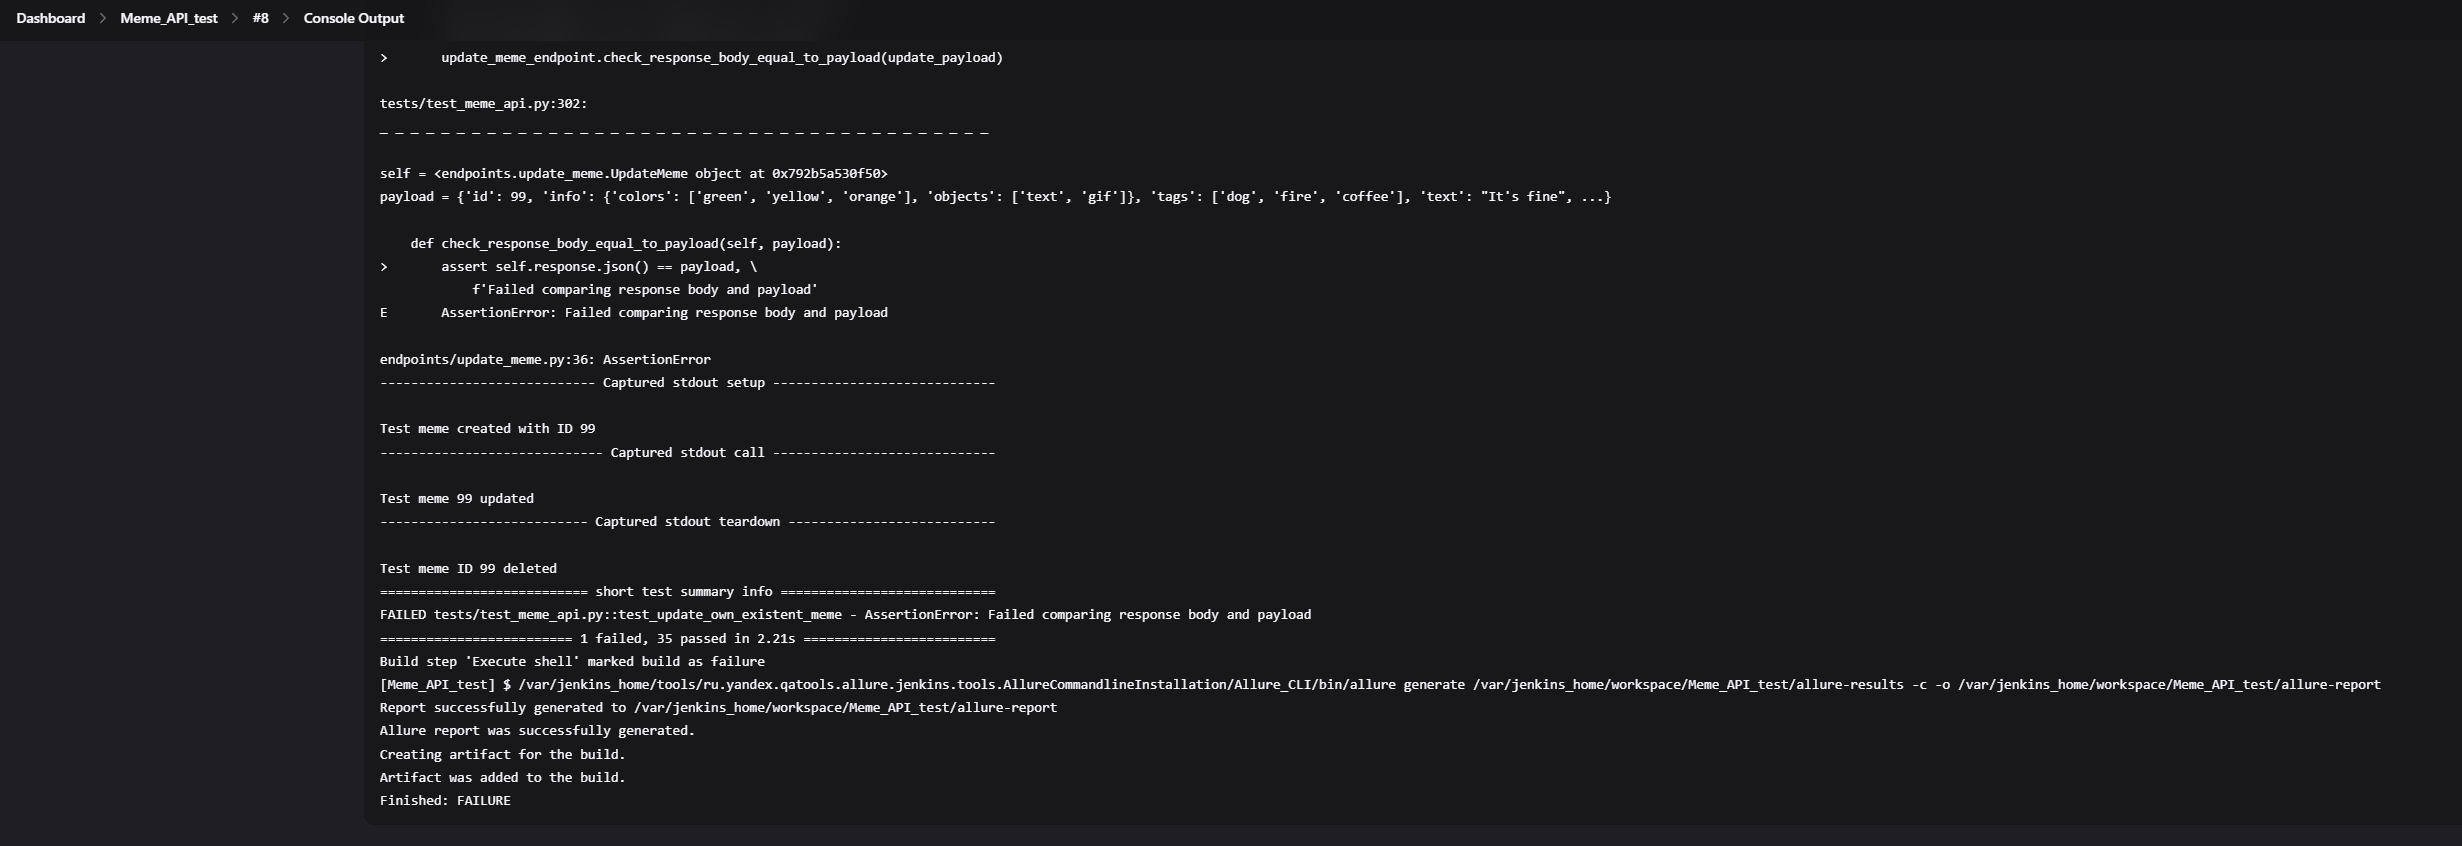 Dashboard > Meme_API_test > #8 > Console Output
>       update_meme_endpoint.check_response_body_equal_to_payload(update_payload)
tests/test_meme_api.py:302:
_ _ _ _ _ _ _ _ _ _ _ _ _ _ _ _ _ _ _ _ _ _ _ _ _ _ _ _ _ _ _ _ _ _ _ _ _ _ _ _
self = <endpoints.update_meme.UpdateMeme object at 0x792b5a530f50>
payload = {'id': 99, 'info': {'colors': ['green', 'yellow', 'orange'], 'objects': ['text', 'gif']}, 'tags': ['dog', 'fire', 'coffee'], 'text': "It's fine", ...}
    def check_response_body_equal_to_payload(self, payload):
>       assert self.response.json() == payload, \
            f'Failed comparing response body and payload'
E       AssertionError: Failed comparing response body and payload
endpoints/update_meme.py:36: AssertionError
---------------------------- Captured stdout setup -----------------------------
Test meme created with ID 99
----------------------------- Captured stdout call -----------------------------
Test meme 99 updated
--------------------------- Captured stdout teardown ---------------------------
Test meme ID 99 deleted
=========================== short test summary info ============================
FAILED tests/test_meme_api.py::test_update_own_existent_meme - AssertionError: Failed comparing response body and payload
========================= 1 failed, 35 passed in 2.21s =========================
Build step 'Execute shell' marked build as failure
[Meme_API_test] $ /var/jenkins_home/tools/ru.yandex.qatools.allure.jenkins.tools.AllureCommandlineInstallation/Allure_CLI/bin/allure generate /var/jenkins_home/workspace/Meme_API_test/allure-results -c -o /var/jenkins_home/workspace/Meme_API_test/allure-report
Report successfully generated to /var/jenkins_home/workspace/Meme_API_test/allure-report
Allure report was successfully generated.
Creating artifact for the build.
Artifact was added to the build.
Finished: FAILURE